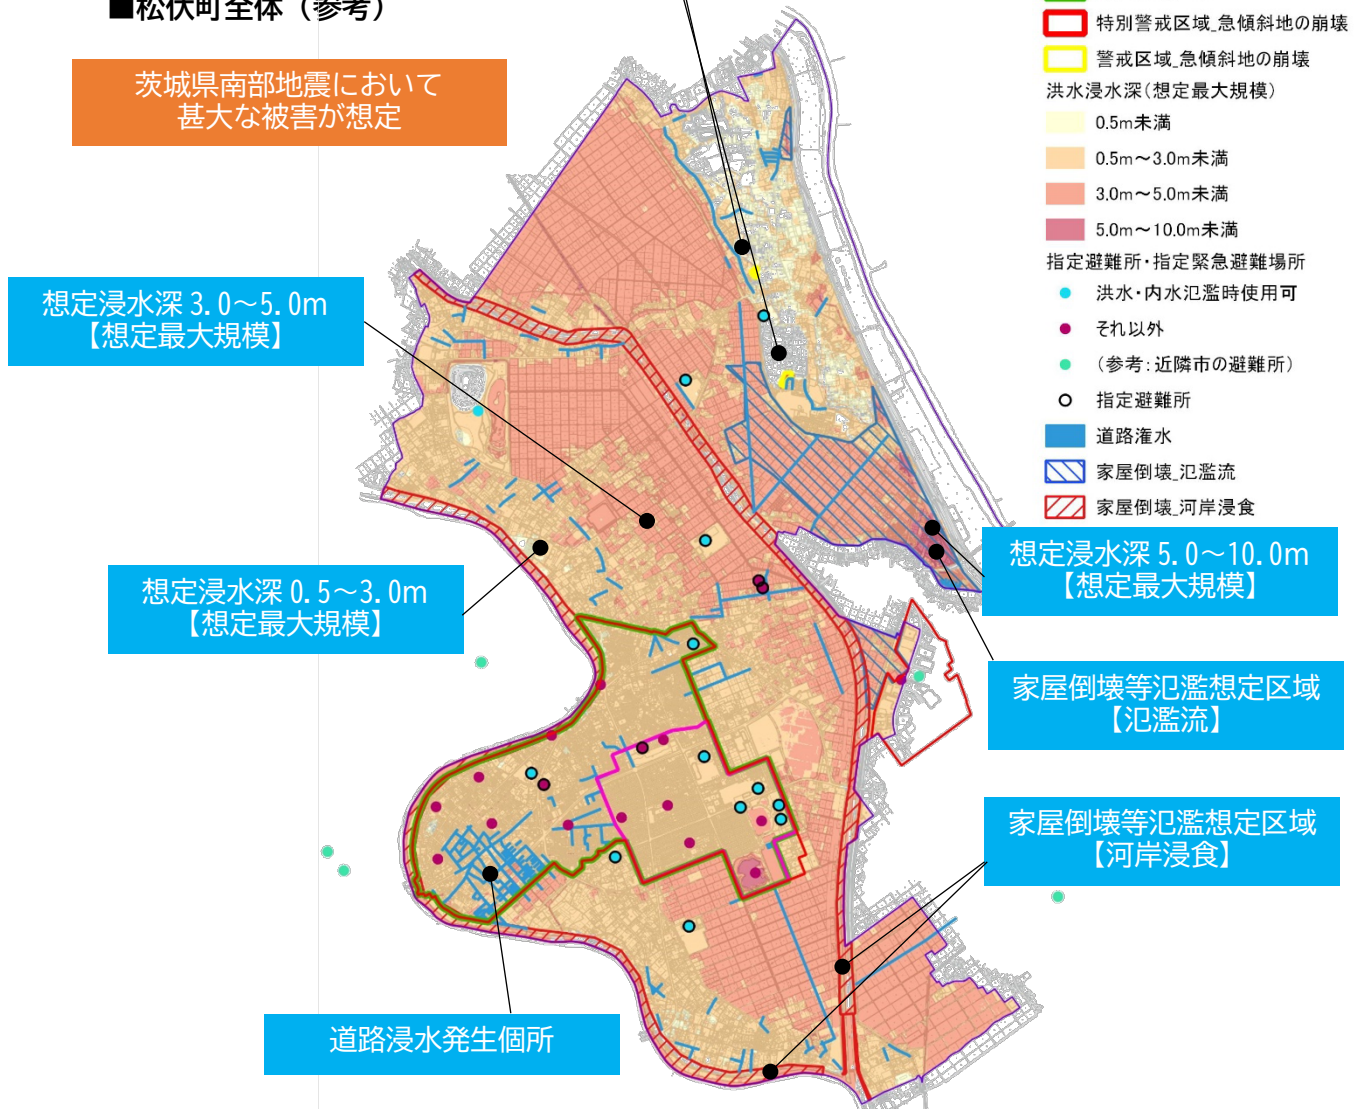 ■松伏町全体（参考）
茨城県南部地震において
甚大な被害が想定
特別警戒区域_急傾斜地の崩壊
警戒区域_急傾斜地の崩壊
洪水浸水深(想定最大規模)
0.5m未満
0.5m～3.0m未満
3.0m～5.0m未満
5.0m～10.0m未満
指定避難所・指定緊急避難場所
洪水・内水氾濫時使用可
それ以外
(参考:近隣市の避難所)
指定避難所
道路灌水
家屋倒壊_氾濫流
家屋倒壊_河岸浸食
想定浸水深 3.0～5.0m
【想定最大規模】
想定浸水深 0.5～3.0m
【想定最大規模】
想定浸水深 5.0～10.0m
【想定最大規模】
家屋倒壊等氾濫想定区域
【氾濫流】
家屋倒壊等氾濫想定区域
【河岸浸食】
道路浸水発生個所